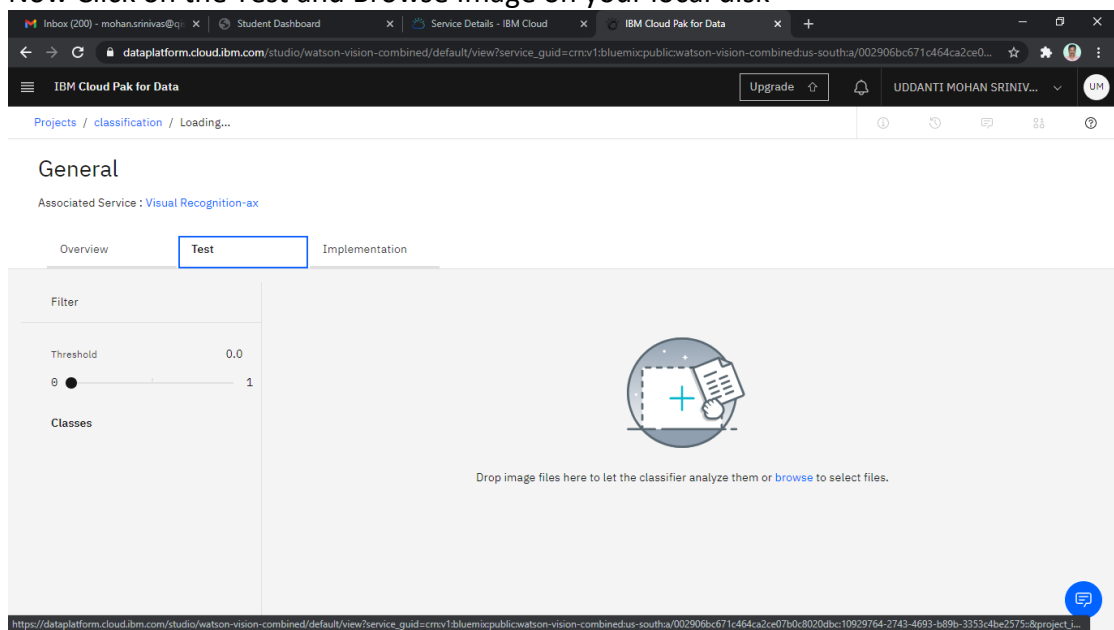 Now Click on the Test and Browse image on your local disk
Inbox (200) - mohan.srinivas@qi
Student Dashboard
Service Details - IBM Cloud
IBM Cloud Pak for Data
dataplatform.cloud.ibm.com/studio/watson-vision-combined/default/view?service_guid=crn:v1:bluemix:public:watson-vision-combined:us-south:a/002906bc671c464ca2ce0...
IBM Cloud Pak for Data
Upgrade
UDDANTI MOHAN SRINIV...
UM
Projects / classification / Loading...
General
Associated Service : Visual Recognition-ax
Overview
Test
Implementation
Filter
Threshold 0.0
0 1
Classes
Drop image files here to let the classifier analyze them or browse to select files.
https://dataplatform.cloud.ibm.com/studio/watson-vision-combined/default/view?service_guid=crn:v1:bluemix:public:watson-vision-combined:us-south:a/002906bc671c464ca2ce07b0c8020dbc:10929764-2743-4693-b89b-3353c4be2575::&project_i...